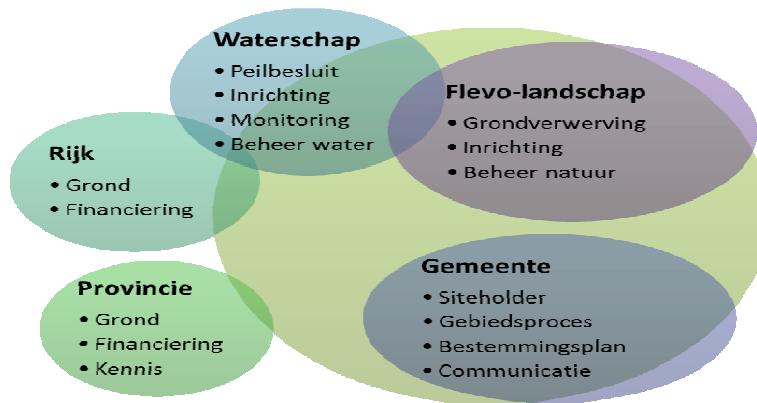 Waterschap
• Peilbesluit
• Inrichting
• Monitoring
• Beheer water
Flevo-landschap
• Grondverwerving
• Inrichting
• Beheer natuur
Rijk
• Grond
• Financiering
Provincie
• Grond
• Financiering
• Kennis
Gemeente
• Siteholder
• Gebiedsproces
• Bestemmingsplan
• Communicatie